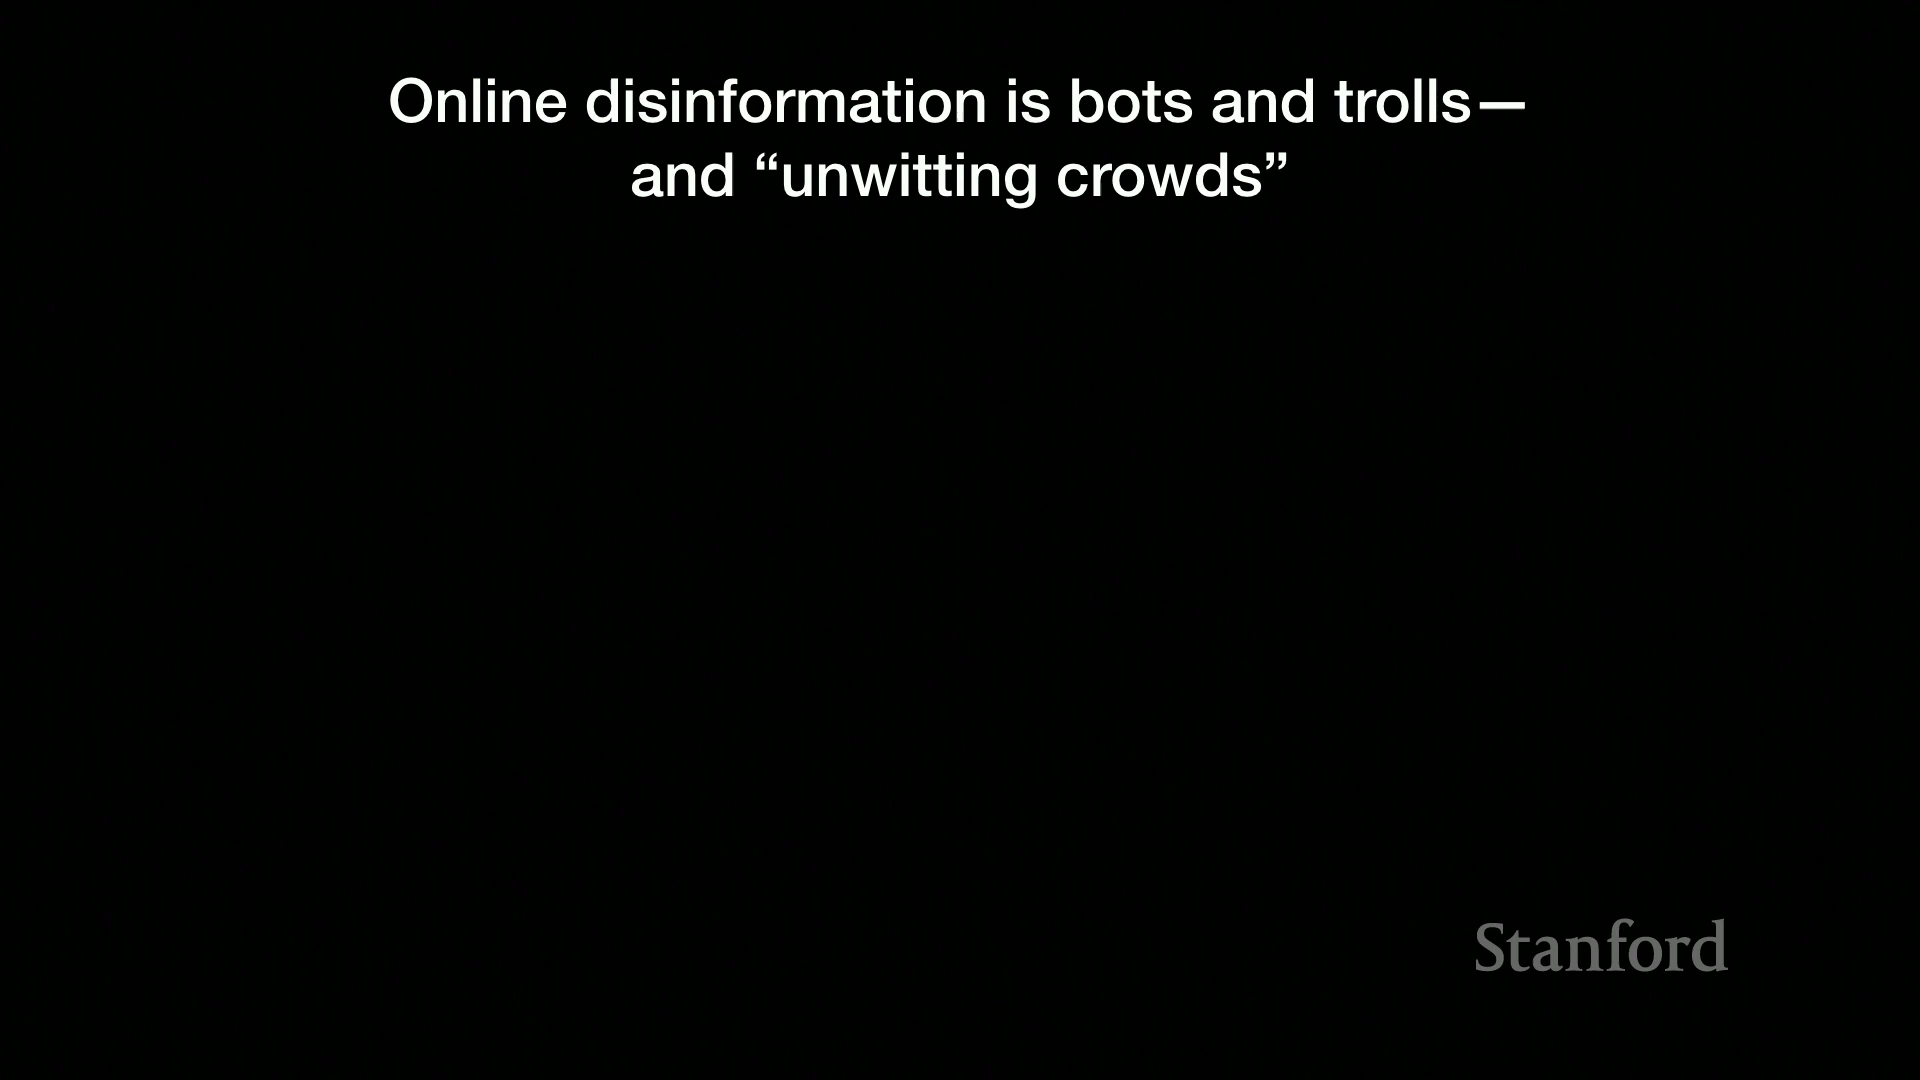 Online disinformation is bots and trolls—
and “unwitting crowds”
Stanford